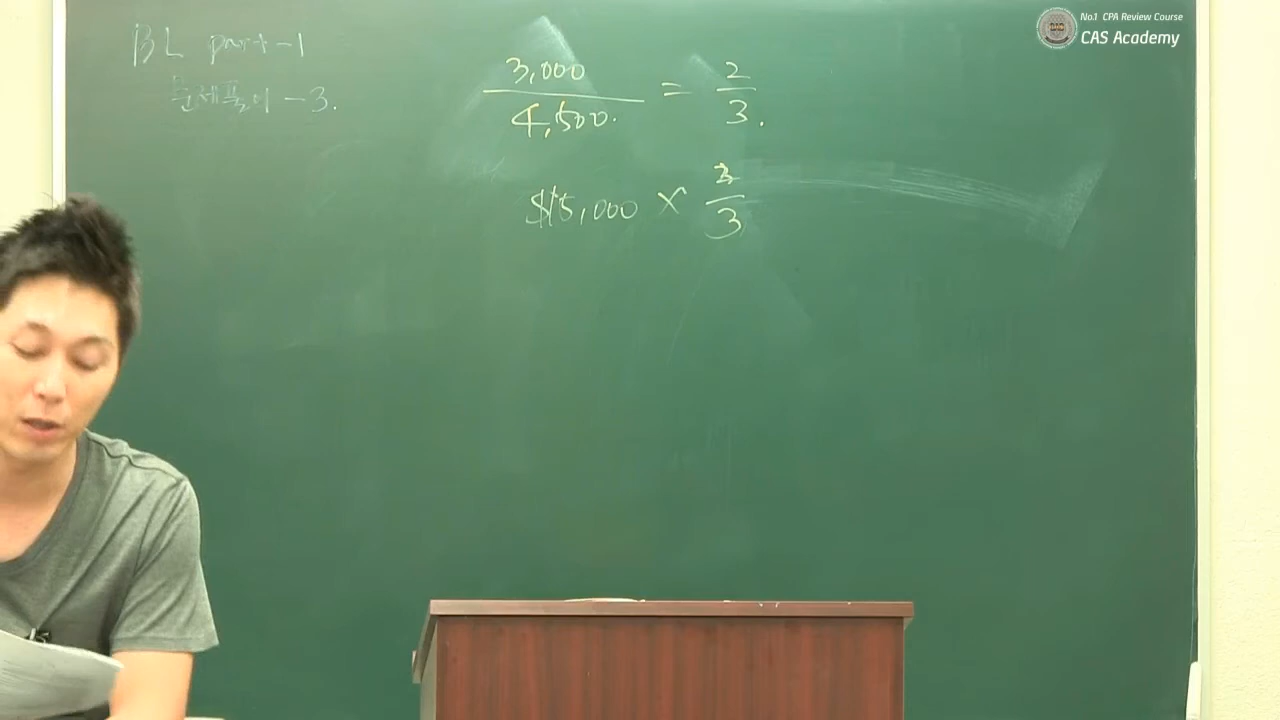 BL part-1
문제풀이 -3.
3,000
4,500.
= 2
3.
$15,000 × 2
3
No.1 CPA Review Course
CAS Academy